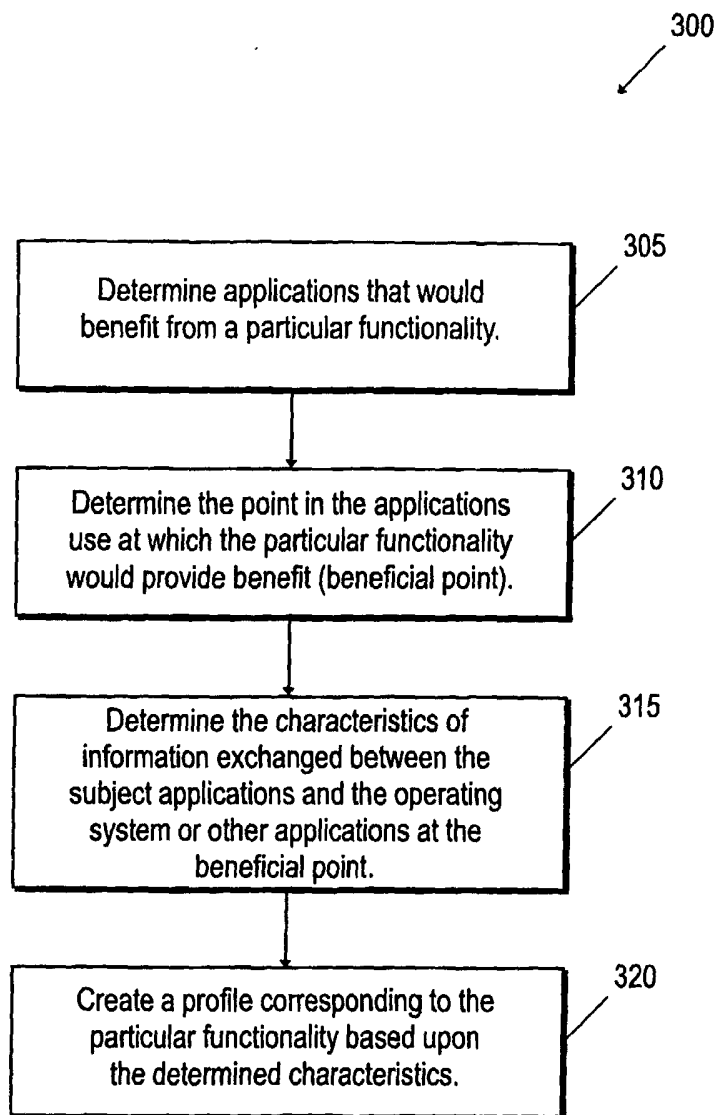 300
305
Determine applications that would
benefit from a particular functionality.
310
Determine the point in the applications
use at which the particular functionality
would provide benefit (beneficial point).
315
Determine the characteristics of
information exchanged between the
subject applications and the operating
system or other applications at the
beneficial point.
320
Create a profile corresponding to the
particular functionality based upon
the determined characteristics.